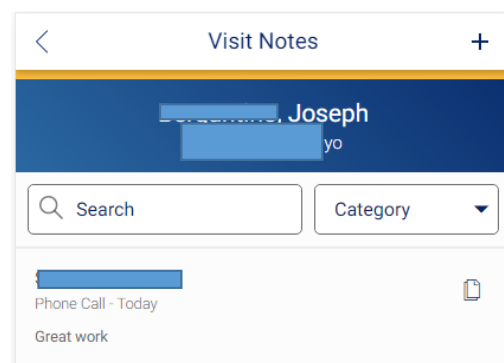 Visit Notes
, Joseph
yo
Search
Category
Phone Call - Today
Great work